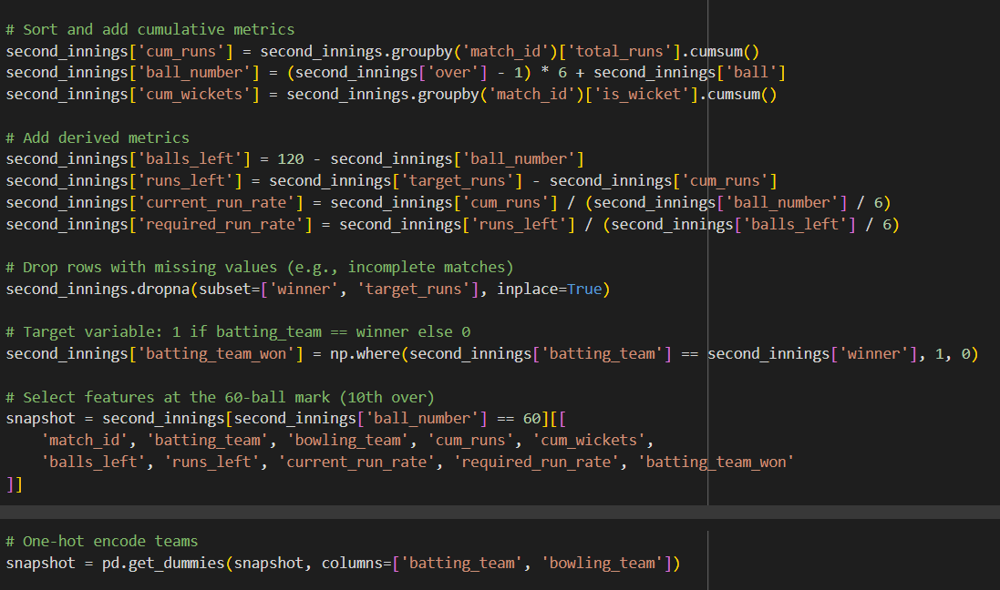 # Sort and add cumulative metrics
second_innings['cum_runs'] = second_innings.groupby('match_id')['total_runs'].cumsum()
second_innings['ball_number'] = (second_innings['over'] - 1) * 6 + second_innings['ball']
second_innings['cum_wickets'] = second_innings.groupby('match_id')['is_wicket'].cumsum()

# Add derived metrics
second_innings['balls_left'] = 120 - second_innings['ball_number']
second_innings['runs_left'] = second_innings['target_runs'] - second_innings['cum_runs']
second_innings['current_run_rate'] = second_innings['cum_runs'] / (second_innings['ball_number'] / 6)
second_innings['required_run_rate'] = second_innings['runs_left'] / (second_innings['balls_left'] / 6)

# Drop rows with missing values (e.g., incomplete matches)
second_innings.dropna(subset=['winner', 'target_runs'], inplace=True)

# Target variable: 1 if batting_team == winner else 0
second_innings['batting_team_won'] = np.where(second_innings['batting_team'] == second_innings['winner'], 1, 0)

# Select features at the 60-ball mark (10th over)
snapshot = second_innings[second_innings['ball_number'] == 60][[
    'match_id', 'batting_team', 'bowling_team', 'cum_runs', 'cum_wickets',
    'balls_left', 'runs_left', 'current_run_rate', 'required_run_rate', 'batting_team_won'
]]

# One-hot encode teams
snapshot = pd.get_dummies(snapshot, columns=['batting_team', 'bowling_team'])